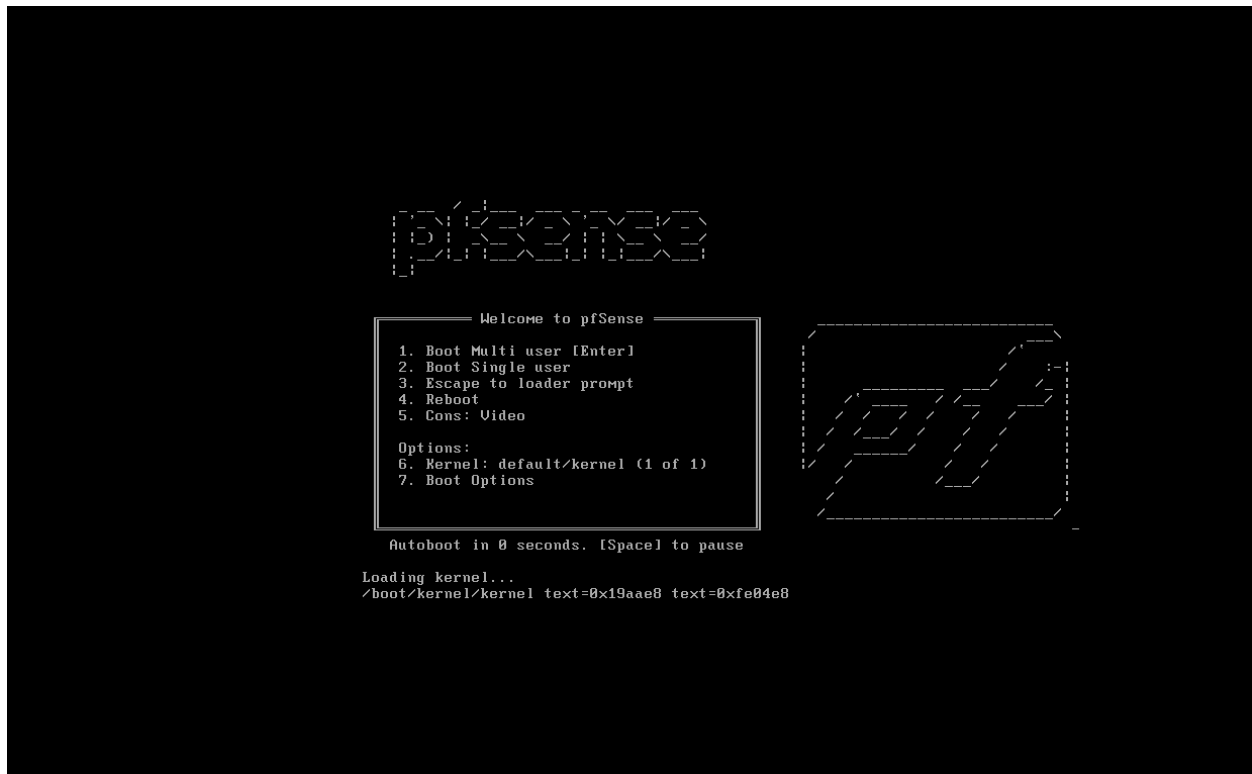 pfsense
Welcome to pfSense
1. Boot Multi user [Enter]
2. Boot Single user
3. Escape to loader prompt
4. Reboot
5. Cons: Video
Options:
6. Kernel: default/kernel (1 of 1)
7. Boot Options
pf
Autoboot in 0 seconds. [Space] to pause
Loading kernel...
/boot/kernel/kernel text=0x19aae8 text=0xfe04e8